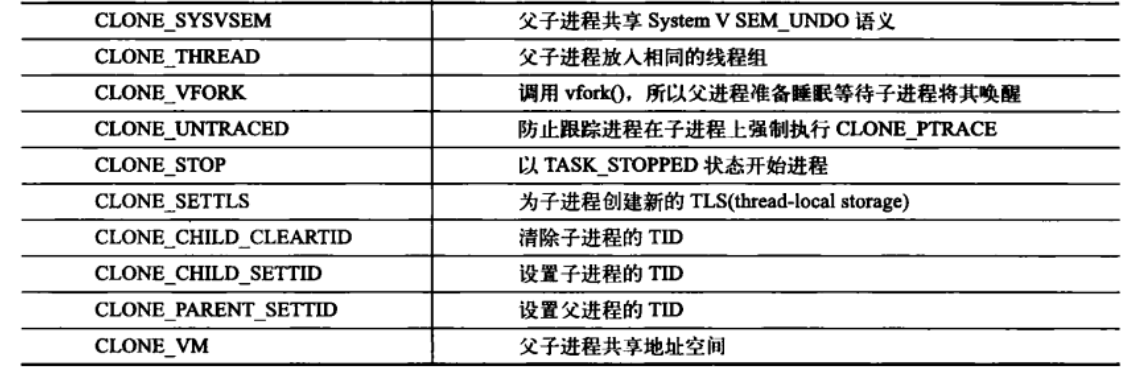 CLONE_SYSVSEM 父子进程共享 System V SEM_UNDO 语义
CLONE_THREAD 父子进程放入相同的线程组
CLONE_VFORK 调用 vfork()，所以父进程准备睡眠等待子进程将其唤醒
CLONE_UNTRACED 防止跟踪进程在子进程上强制执行 CLONE_PTRACE
CLONE_STOP 以 TASK_STOPPED 状态开始进程
CLONE_SETTLS 为子进程创建新的 TLS(thread-local storage)
CLONE_CHILD_CLEARTID 清除子进程的 TID
CLONE_CHILD_SETTID 设置子进程的 TID
CLONE_PARENT_SETTID 设置父进程的 TID
CLONE_VM 父子进程共享地址空间